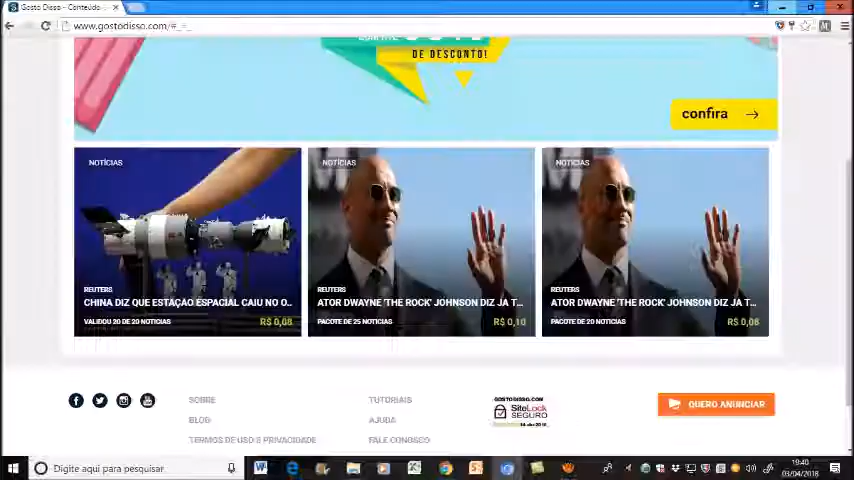 Gosto Disso - Conteúdo
www.gostodisso.com/#_=_
DE DESCONTO!
confira
NOTÍCIAS
REUTERS
CHINA DIZ QUE ESTAÇÃO ESPACIAL CAIU NO O...
VALIDOU 20 DE 20 NOTICIAS R$ 0,08
NOTÍCIAS
REUTERS
ATOR DWAYNE 'THE ROCK' JOHNSON DIZ JÁ T...
PACOTE DE 25 NOTICIAS R$ 0,10
NOTÍCIAS
REUTERS
ATOR DWAYNE 'THE ROCK' JOHNSON DIZ JÁ T...
PACOTE DE 20 NOTICIAS R$ 0,08
SOBRE
BLOG
TERMOS DE USO E PRIVACIDADE
TUTORIAIS
AJUDA
FALE CONOSCO
GOSTODISSO.COM
SiteLock
SEGURO
QUERO ANUNCIAR
Digite aqui para pesquisar
19:40
03/04/2018